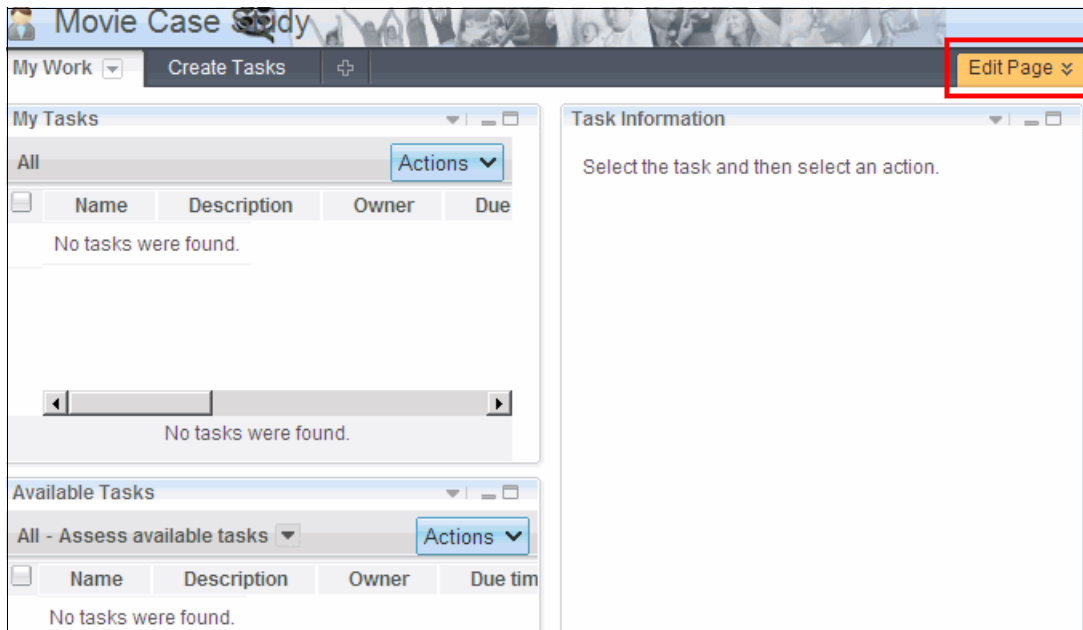 Movie Case Study
My Work Create Tasks Edit Page
My Tasks
All Actions
Name Description Owner Due
No tasks were found.
No tasks were found.
Available Tasks
All - Assess available tasks Actions
Name Description Owner Due tim
No tasks were found.
Task Information
Select the task and then select an action.